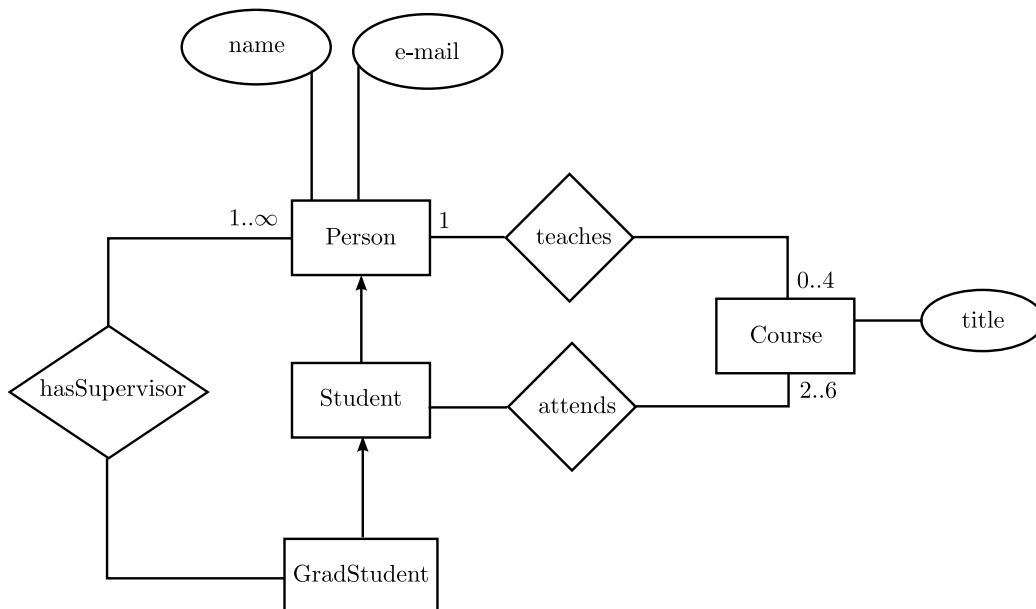 name
e-mail
1..∞
Person
1
teaches
0..4
Course
title
hasSupervisor
Student
attends
2..6
GradStudent